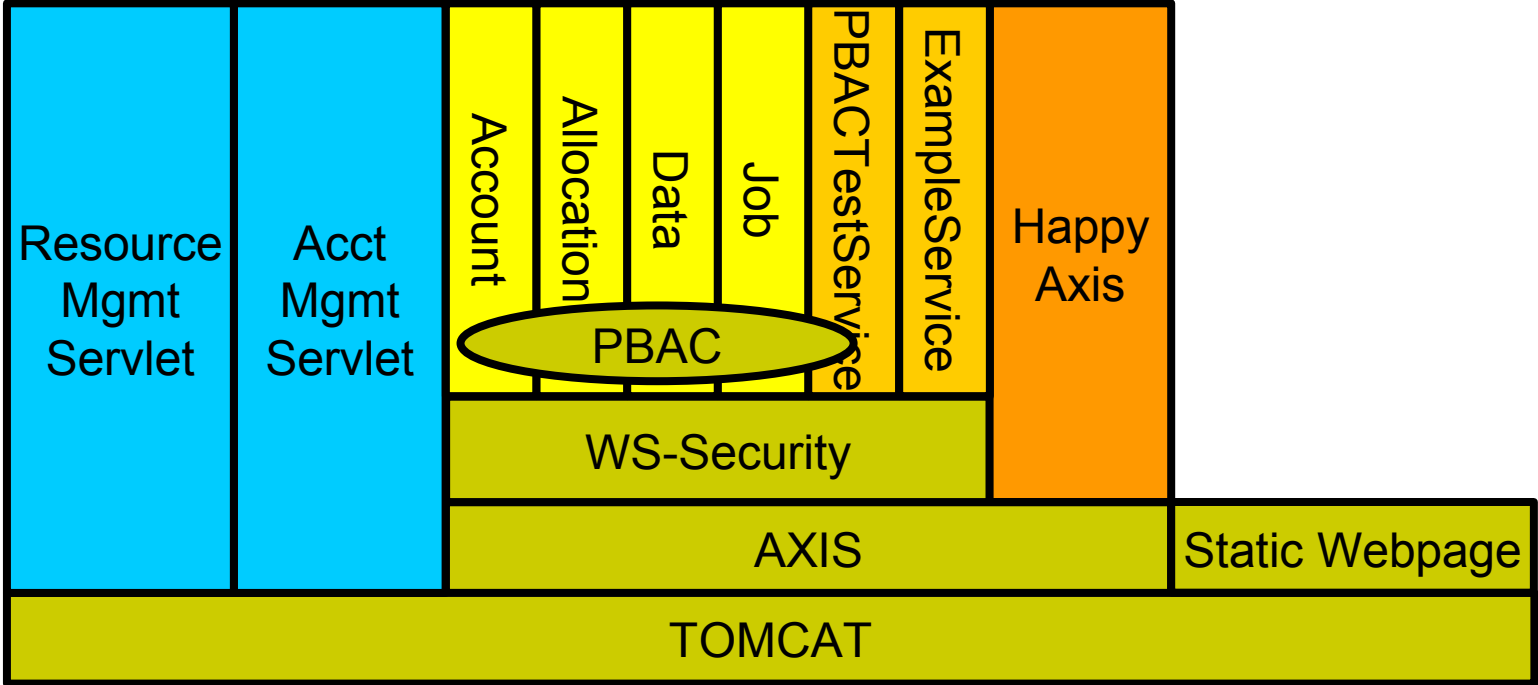 Resource
Mgmt
Servlet
Acct
Mgmt
Servlet
Account
Allocation
Data
Job
PBACTestService
ExampleService
Happy
Axis
PBAC
WS-Security
AXIS
Static Webpage
TOMCAT